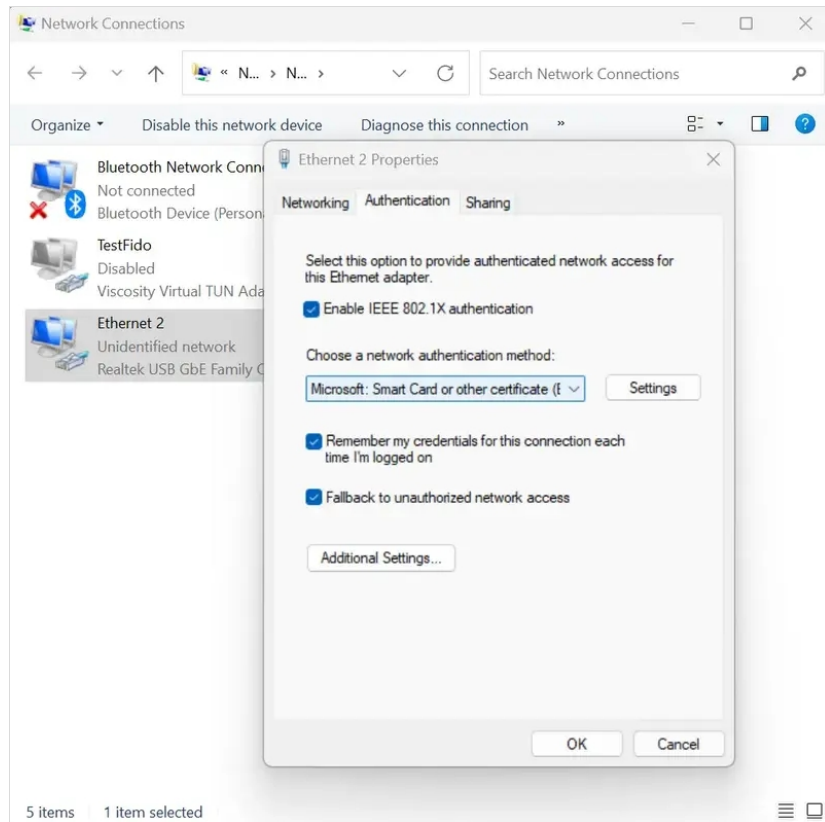 Network Connections
« N... › N... ›
Search Network Connections
Organize
Disable this network device
Diagnose this connection
»
?
Bluetooth Network Conn
Not connected
Bluetooth Device (Person
TestFido
Disabled
Viscosity Virtual TUN Ada
Ethernet 2
Unidentified network
Realtek USB GbE Family C
Ethernet 2 Properties
Networking
Authentication
Sharing
Select this option to provide authenticated network access for
this Ethernet adapter.
Enable IEEE 802.1X authentication
Choose a network authentication method:
Microsoft: Smart Card or other certificate (E
Settings
Remember my credentials for this connection each
time I'm logged on
Fallback to unauthorized network access
Additional Settings...
OK
Cancel
5 items
1 item selected